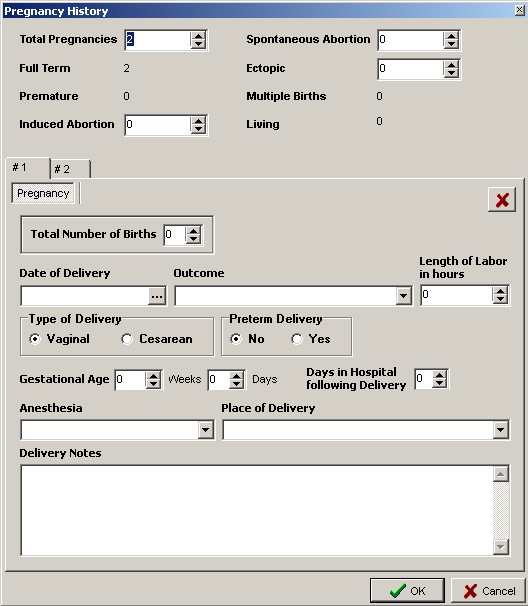 Pregnancy History
Total Pregnancies 2 Spontaneous Abortion 0
Full Term 2 Ectopic 0
Premature 0 Multiple Births 0
Induced Abortion 0 Living 0
# 1 # 2
Pregnancy
Total Number of Births 0
Date of Delivery ... Outcome Length of Labor
in hours
0
Type of Delivery Preterm Delivery
Vaginal Cesarean No Yes
Gestational Age 0 Weeks 0 Days Days in Hospital
following Delivery 0
Anesthesia Place of Delivery
Delivery Notes
OK Cancel